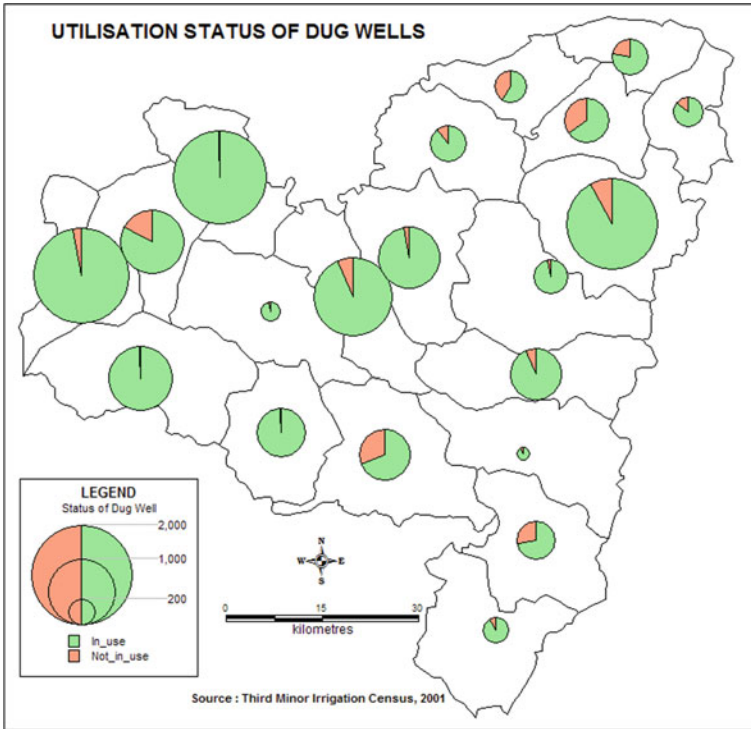 UTILISATION STATUS OF DUG WELLS
LEGEND
Status of Dug Well
2,000
1,000
200
In_use
Not_in_use
N
W E
S
0 15 30
kilometres
Source : Third Minor Irrigation Census, 2001